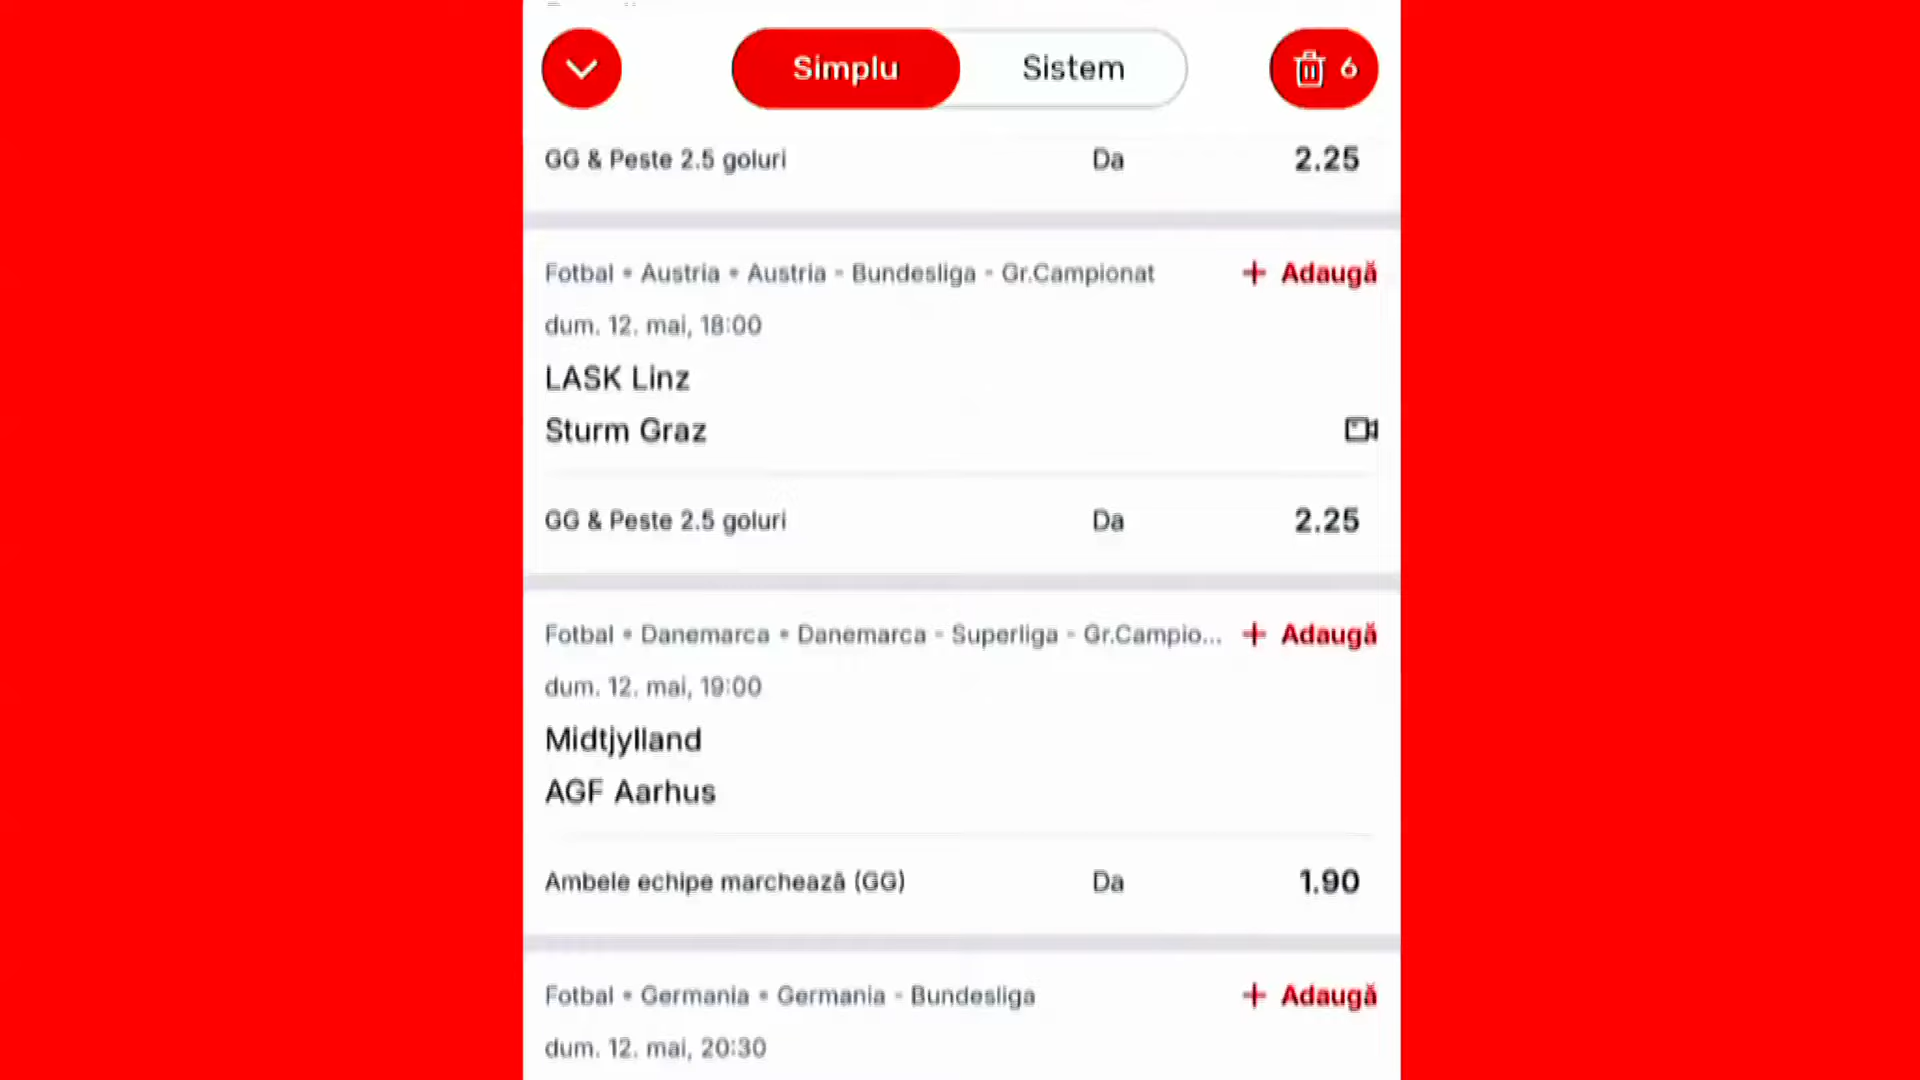 Simplu
Sistem
6
GG & Peste 2.5 goluri Da 2.25
Fotbal • Austria • Austria - Bundesliga - Gr.Campionat + Adaugă
dum. 12. mai, 18:00
LASK Linz
Sturm Graz
GG & Peste 2.5 goluri Da 2.25
Fotbal • Danemarca • Danemarca - Superliga - Gr.Campio... + Adaugă
dum. 12. mai, 19:00
Midtjylland
AGF Aarhus
Ambele echipe marchează (GG) Da 1.90
Fotbal • Germania • Germania - Bundesliga + Adaugă
dum. 12. mai, 20:30